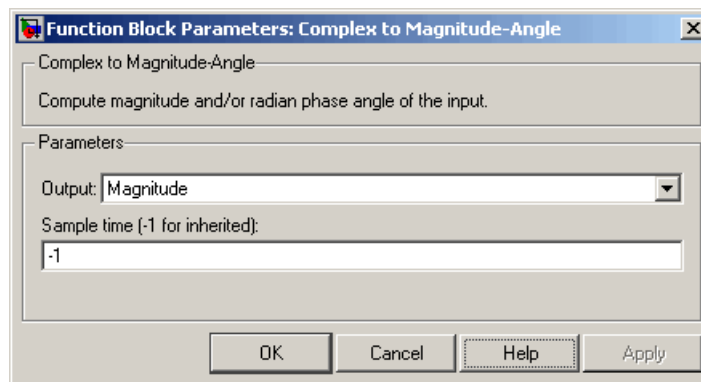 Function Block Parameters: Complex to Magnitude-Angle
Complex to Magnitude-Angle
Compute magnitude and/or radian phase angle of the input.
Parameters
Output: Magnitude
Sample time (-1 for inherited):
-1
OK Cancel Help Apply